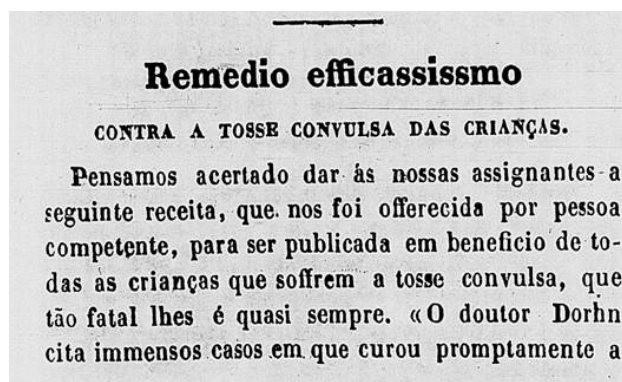 Remedio efficassissmo
CONTRA A TOSSE CONVULSA DAS CRIANÇAS.
Pensamos acertado dar ás nossas assignantes a
seguinte receita, que nos foi offerecida por pessoa
competente, para ser publicada em beneficio de to-
das as crianças que soffrem a tosse convulsa, que
tão fatal lhes é quasi sempre. «O doutor Dorhn
cita immensos casos em que curou promptamente a